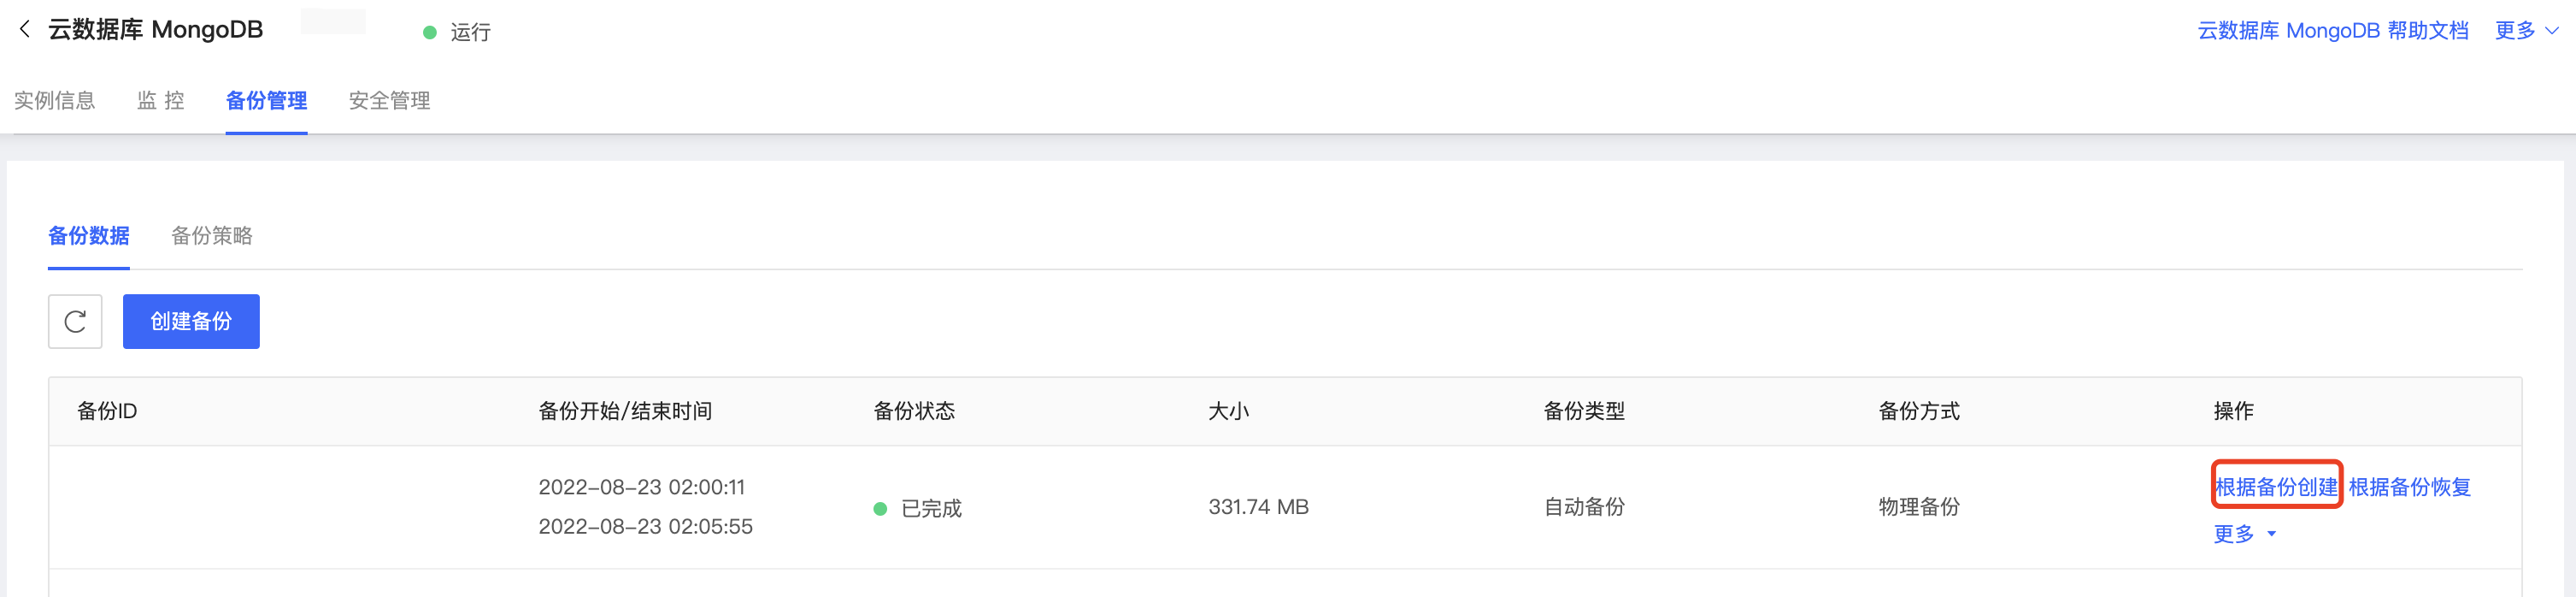 云数据库 MongoDB
运行
云数据库 MongoDB 帮助文档 更多
实例信息 监 控 备份管理 安全管理
备份数据 备份策略
创建备份
备份ID 备份开始/结束时间 备份状态 大小 备份类型 备份方式 操作
2022-08-23 02:00:11
2022-08-23 02:05:55
已完成
331.74 MB
自动备份
物理备份
根据备份创建 根据备份恢复
更多